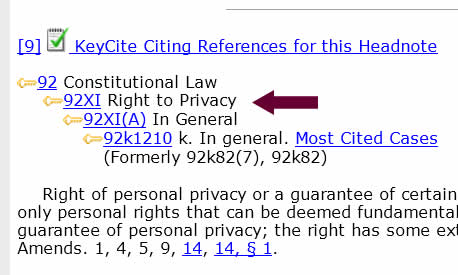 [9] KeyCite Citing References for this Headnote
92 Constitutional Law
92XI Right to Privacy
92XI(A) In General
92k1210 k. In general. Most Cited Cases
(Formerly 92k82(7), 92k82)
Right of personal privacy or a guarantee of certain
only personal rights that can be deemed fundamental
guarantee of personal privacy; the right has some ext
Amends. 1, 4, 5, 9, 14, 14, § 1.